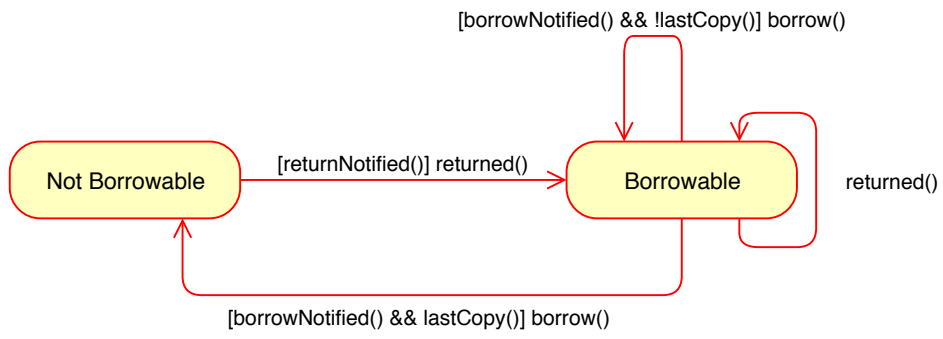 [borrowNotified() && !lastCopy()] borrow()
[returnNotified()] returned()
Not Borrowable
Borrowable
returned()
[borrowNotified() && lastCopy()] borrow()